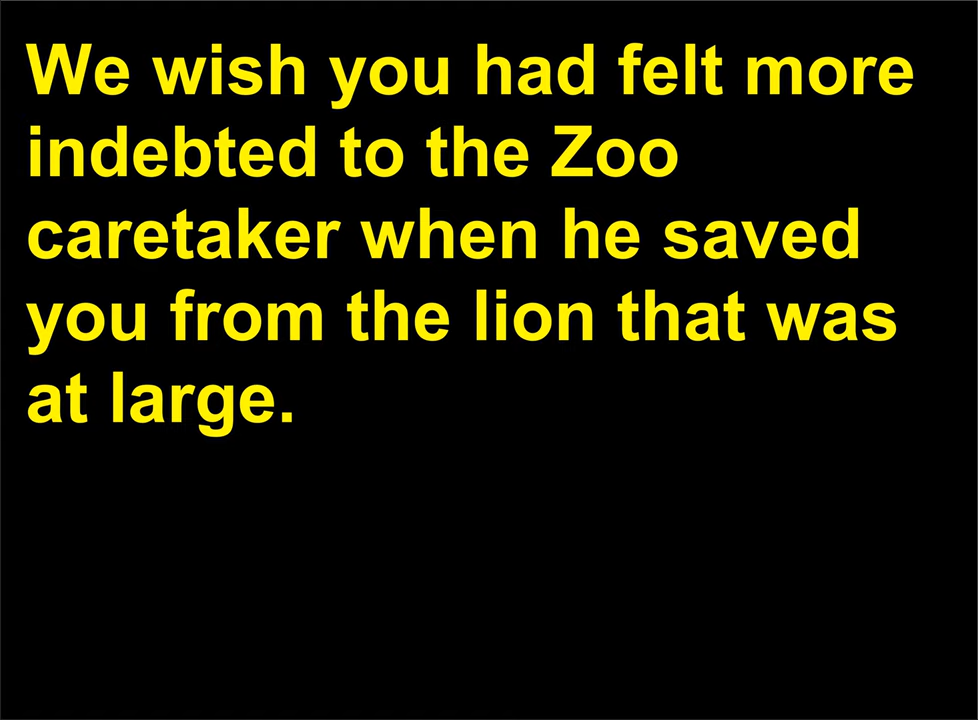 We wish you had felt more
indebted to the Zoo
caretaker when he saved
you from the lion that was
at large.